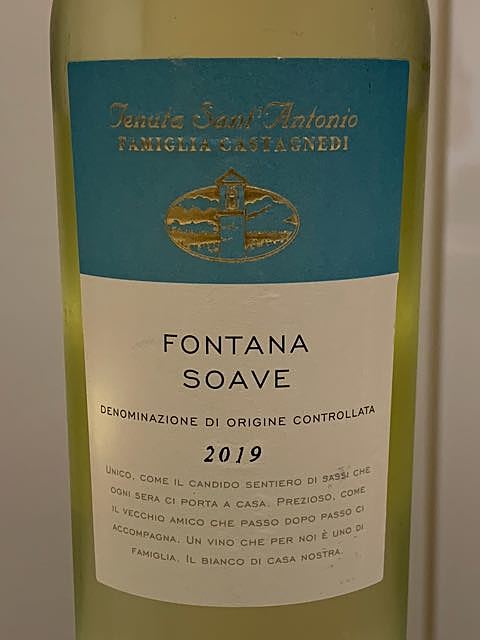 Tenuta Sant'Antonio
FAMIGLIA CASTAGNEDI
FONTANA
SOAVE
DENOMINAZIONE DI ORIGINE CONTROLLATA
2019
UNICO, COME IL CANDIDO SENTIERO DI SASSI CHE
OGNI SERA CI PORTA A CASA. PREZIOSO, COME
IL VECCHIO AMICO CHE PASSO DOPO PASSO CI
ACCOMPAGNA. UN VINO CHE PER NOI È UNO DI
FAMIGLIA. IL BIANCO DI CASA NOSTRA.